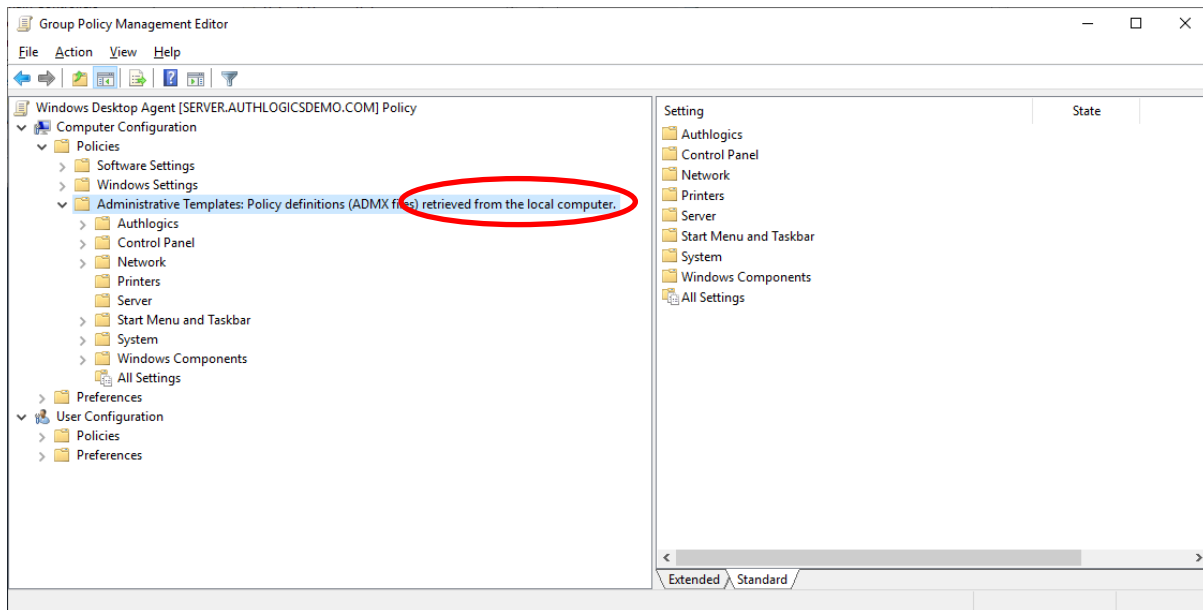 Group Policy Management Editor
File Action View Help
Windows Desktop Agent [SERVER.AUTHLOGICSDEMO.COM] Policy
Computer Configuration
Policies
Software Settings
Windows Settings
Administrative Templates: Policy definitions (ADMX files) retrieved from the local computer.
Authlogics
Control Panel
Network
Printers
Server
Start Menu and Taskbar
System
Windows Components
All Settings
Preferences
User Configuration
Policies
Preferences
Setting State
Authlogics
Control Panel
Network
Printers
Server
Start Menu and Taskbar
System
Windows Components
All Settings
Extended Standard